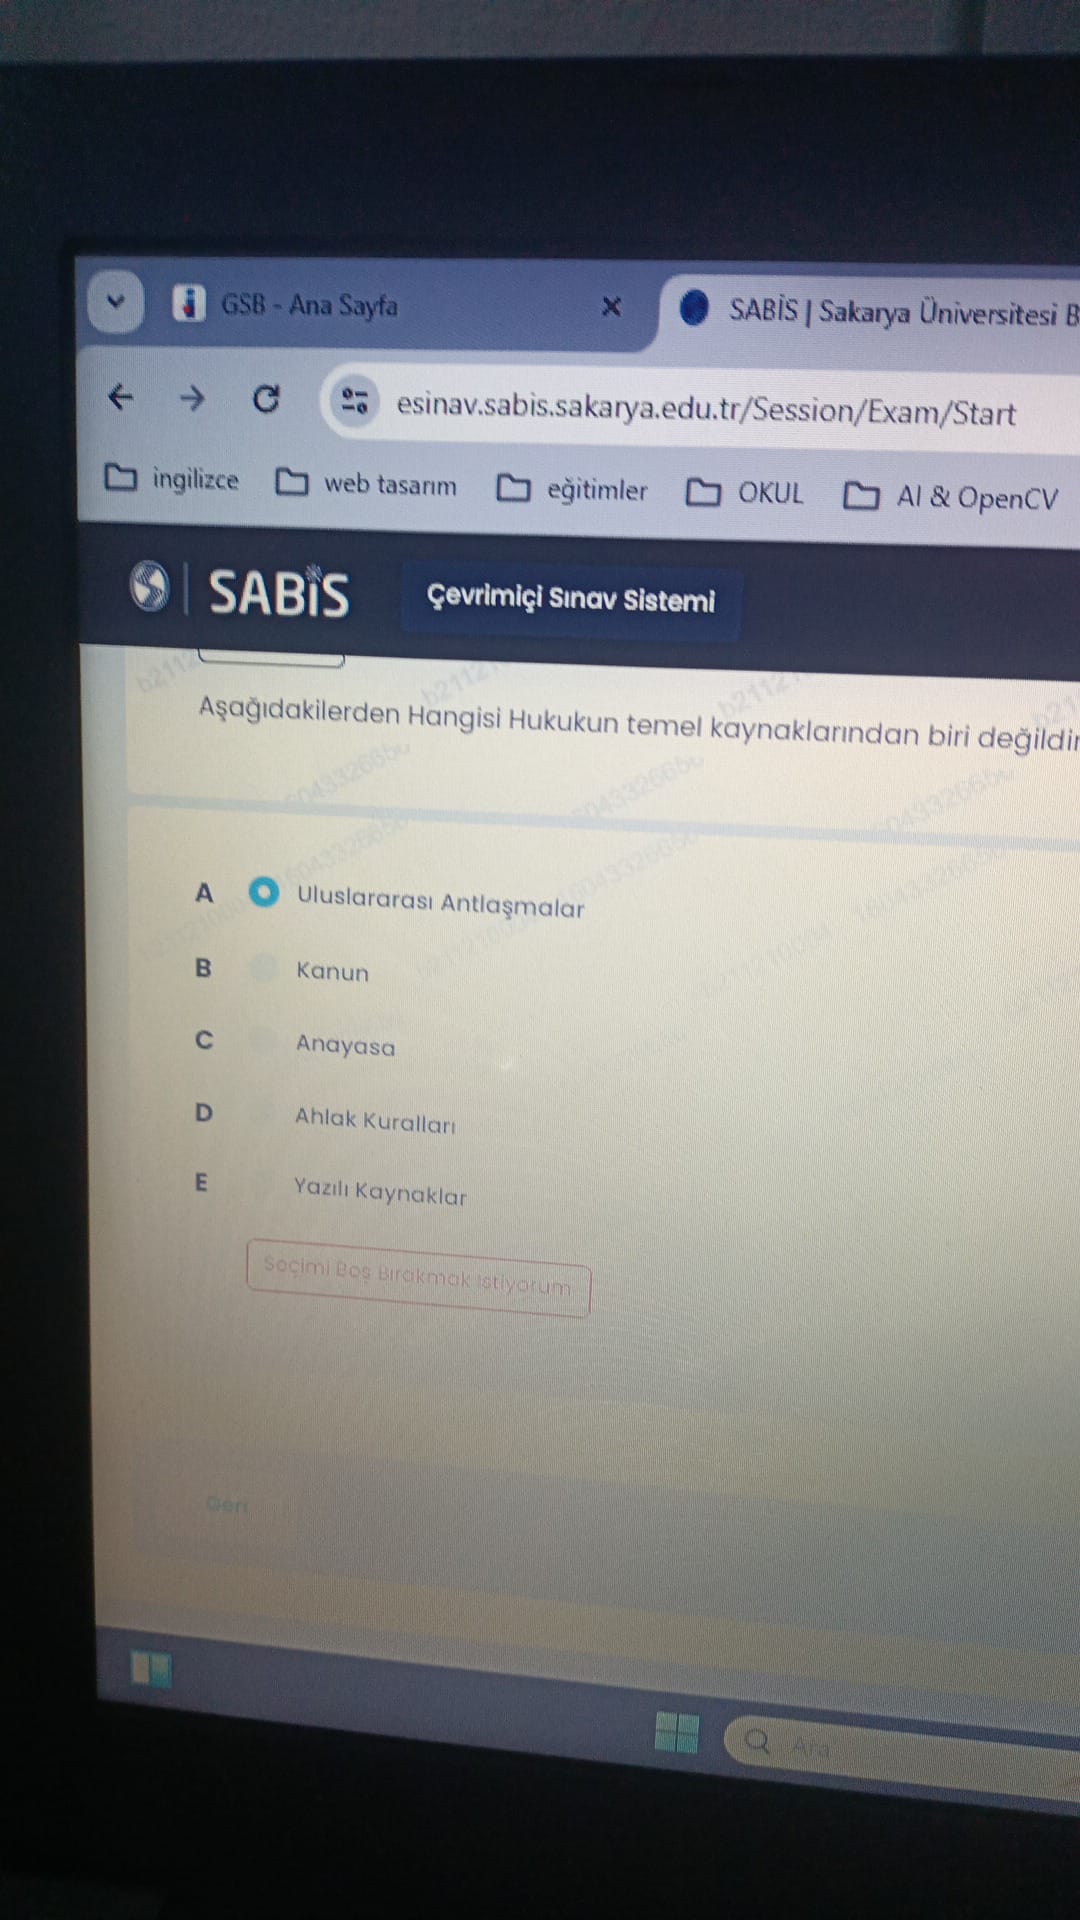 GSB - Ana Sayfa
SABİS | Sakarya Üniversitesi B
esinav.sabis.sakarya.edu.tr/Session/Exam/Start
ingilizce
web tasarım
eğitimler
OKUL
AI & OpenCV
SABİS
Çevrimiçi Sınav Sistemi
Aşağıdakilerden Hangisi Hukukun temel kaynaklarından biri değildir
A Uluslararası Antlaşmalar
B Kanun
C Anayasa
D Ahlak Kuralları
E Yazılı Kaynaklar
Seçimi Boş Bırakmak İstiyorum
Geri
Ara